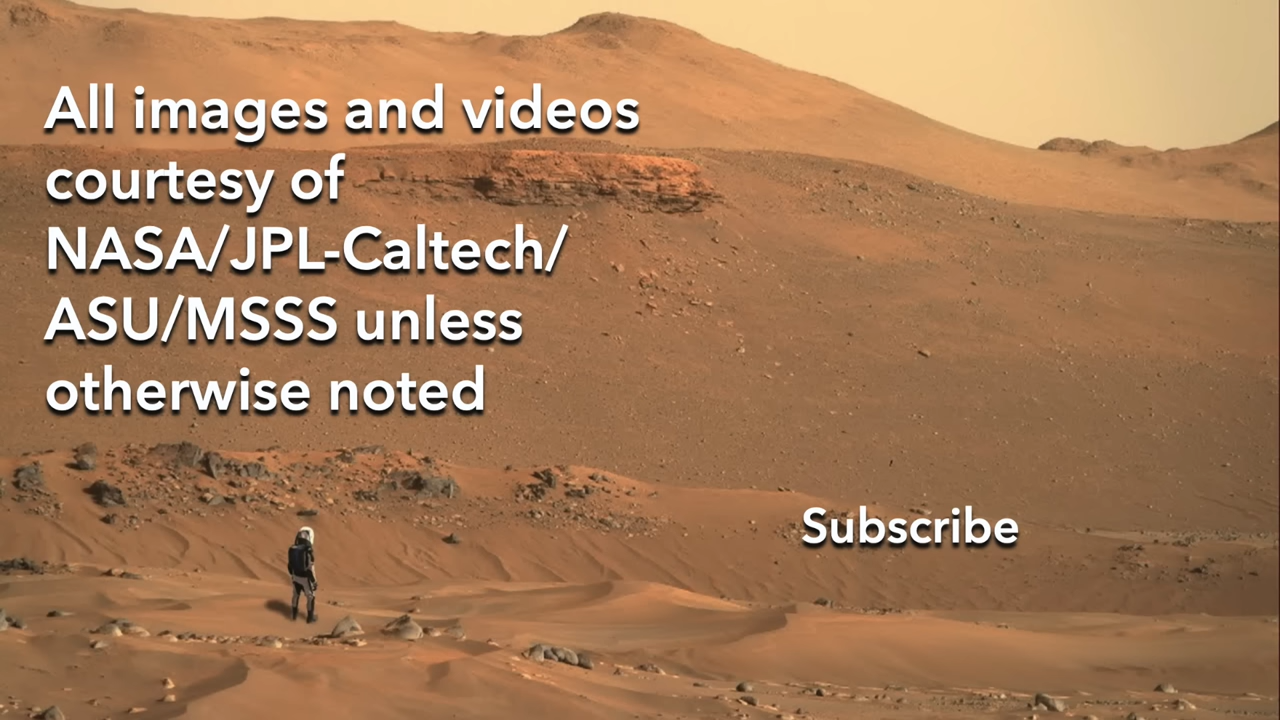 All images and videos
courtesy of
NASA/JPL-Caltech/
ASU/MSSS unless
otherwise noted
Subscribe